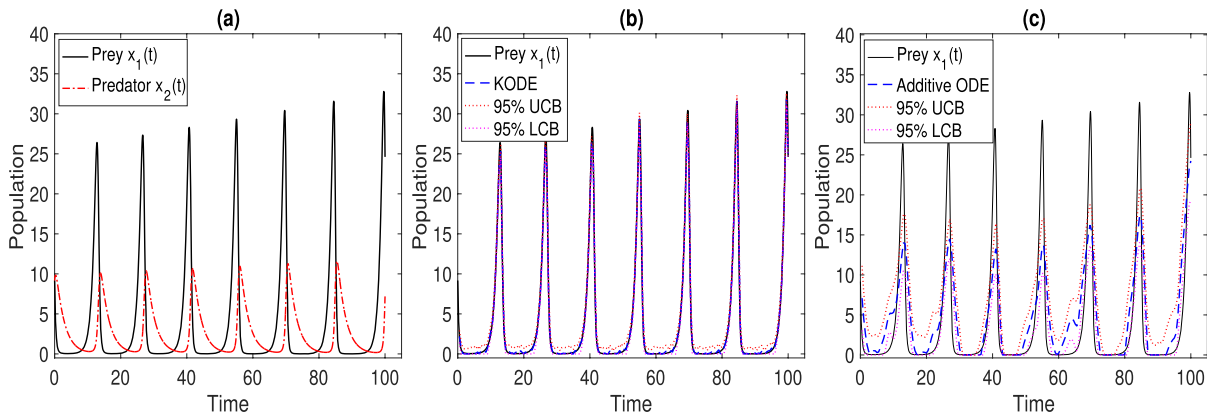 (a)
40
35
30
25
20
15
10
5
0
Population
Prey x1(t)
Predator x2(t)
0 20 40 60 80 100
Time
(b)
40
35
30
25
20
15
10
5
0
Population
Prey x1(t)
KODE
95% UCB
95% LCB
0 20 40 60 80 100
Time
(c)
40
35
30
25
20
15
10
5
0
Population
Prey x1(t)
Additive ODE
95% UCB
95% LCB
0 20 40 60 80 100
Time